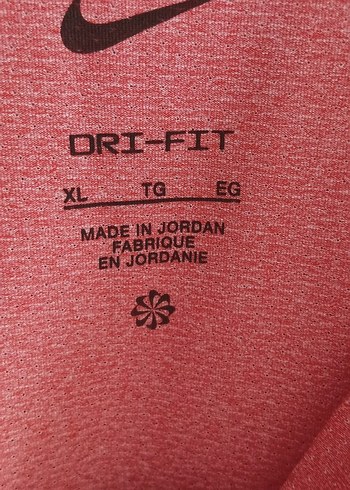 DRI-FIT
XL TG EG
MADE IN JORDAN
FABRIQUE
EN JORDANIE